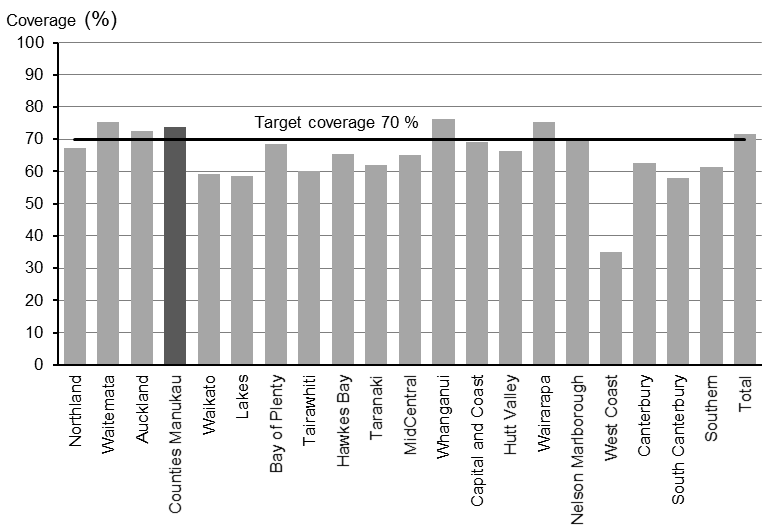 Coverage (%)
100
90
80
70
60
50
40
30
20
10
0
Target coverage 70 %
Northland
Waitemata
Auckland
Counties Manukau
Waikato
Lakes
Bay of Plenty
Tairawhiti
Hawkes Bay
Taranaki
MidCentral
Whanganui
Capital and Coast
Hutt Valley
Wairarapa
Nelson Marlborough
West Coast
Canterbury
South Canterbury
Southern
Total